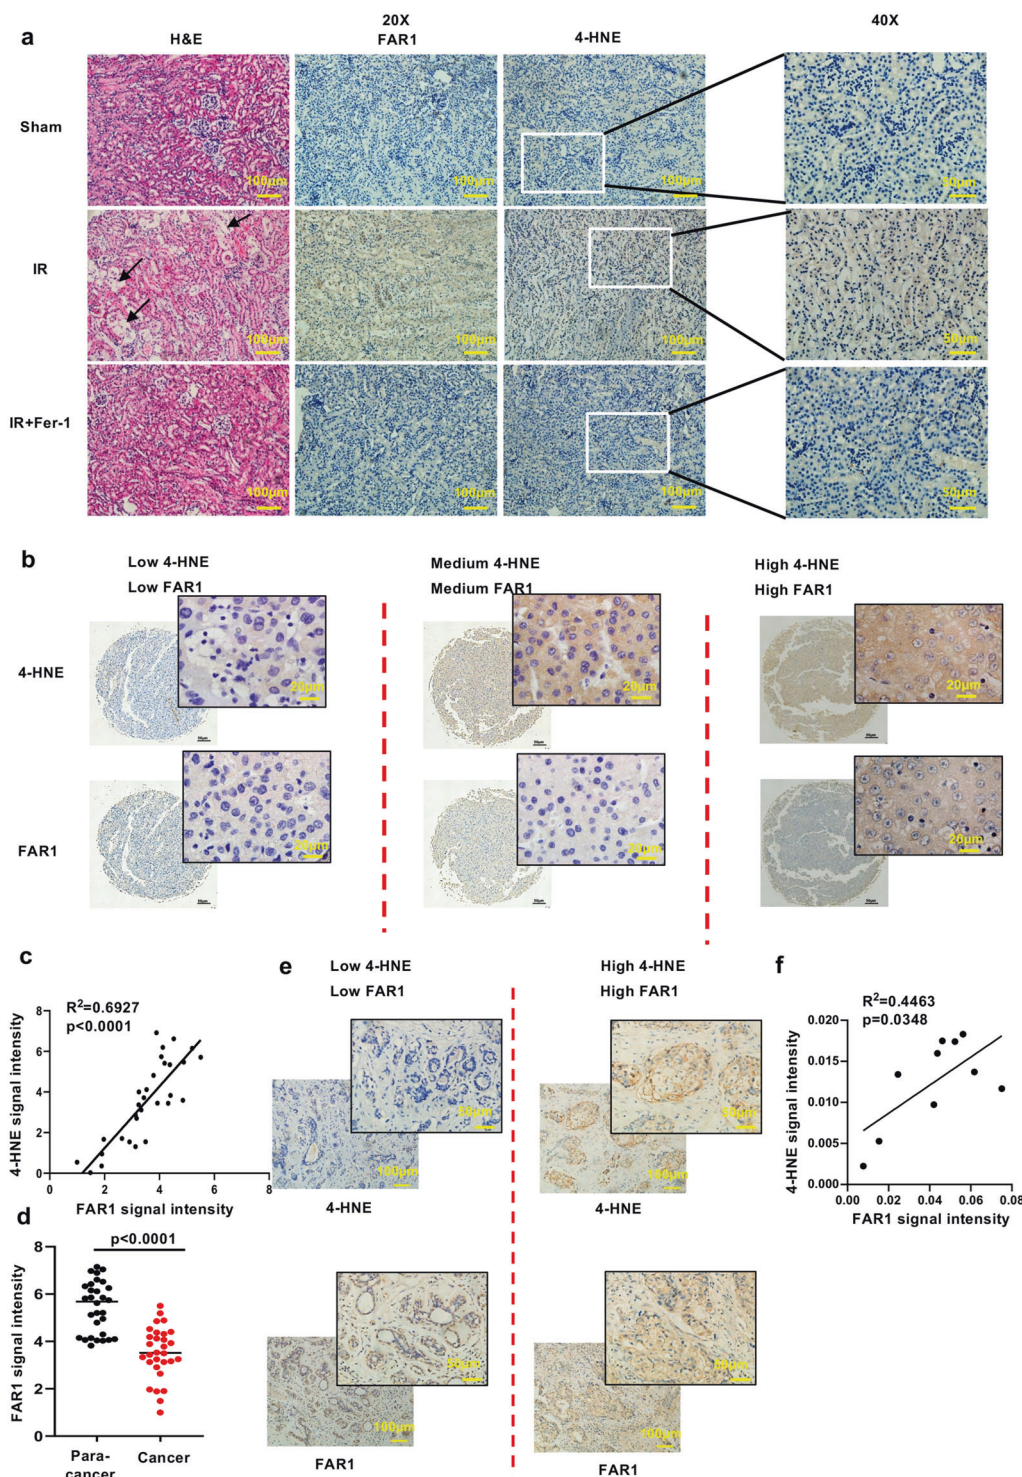 20X
40X
a
H&E
FAR1
4-HNE
Sham
100μm
100μm
100μm
50μm
IR
100μm
100μm
100μm
50μm
IR+Fer-1
100μm
100μm
100μm
50μm
b
Low 4-HNE
Low FAR1
Medium 4-HNE
Medium FAR1
High 4-HNE
High FAR1
4-HNE
20μm
20μm
20μm
FAR1
20μm
20μm
20μm
c
R²=0.6927
p<0.0001
4-HNE signal intensity
8
6
4
2
0
0
2
4
6
8
FAR1 signal intensity
d
p<0.0001
FAR1 signal intensity
8
6
4
2
0
Para-
cancer
Cancer
e
Low 4-HNE
Low FAR1
High 4-HNE
High FAR1
50μm
50μm
100μm
100μm
4-HNE
4-HNE
50μm
50μm
100μm
100μm
FAR1
FAR1
f
R²=0.4463
p=0.0348
4-HNE signal intensity
0.020
0.015
0.010
0.005
0.000
0.00
0.02
0.04
0.06
0.08
FAR1 signal intensity